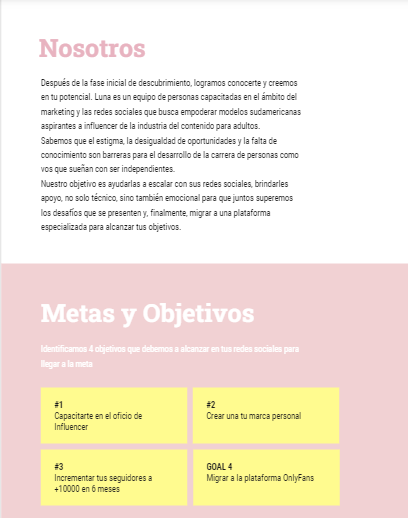 Nosotros
Después de la fase inicial de descubrimiento, logramos conocerte y creemos
en tu potencial. Luna es un equipo de personas capacitadas en el ámbito del
marketing y las redes sociales que busca empoderar modelos sudamericanas
aspirantes a influencer de la industria del contenido para adultos.
Sabemos que el estigma, la desigualdad de oportunidades y la falta de
conocimiento son barreras para el desarrollo de la carrera de personas como
vos que sueñan con ser independientes.
Nuestro objetivo es ayudarlas a escalar con sus redes sociales, brindarles
apoyo, no solo técnico, sino también emocional para que juntos superemos
los desafíos que se presenten y, finalmente, migrar a una plataforma
especializada para alcanzar tus objetivos.
Metas y Objetivos
Identificamos 4 objetivos que debemos a alcanzar en tus redes sociales para
llegar a la meta
#1
Capacitarte en el oficio de
Influencer
#2
Crear una tu marca personal
#3
Incrementar tus seguidores a
+10000 en 6 meses
GOAL 4
Migrar a la plataforma OnlyFans